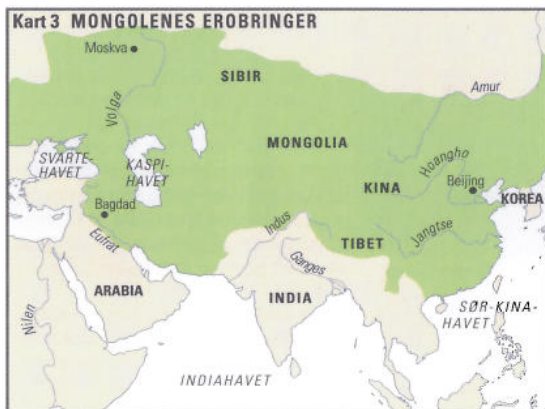 Kart 3 MONGOLENES EROBRINGER
Moskva
SIBIR
Amur
Volga
MONGOLIA
Hoangho
SVARTE-
HAVET
KASPI-
HAVET
KINA
Beijing
KOREA
Bagdad
Eufrat
Indus
TIBET
Jangtse
Ganges
ARABIA
INDIA
Nilen
SØR-KINA-
HAVET
INDIAHAVET